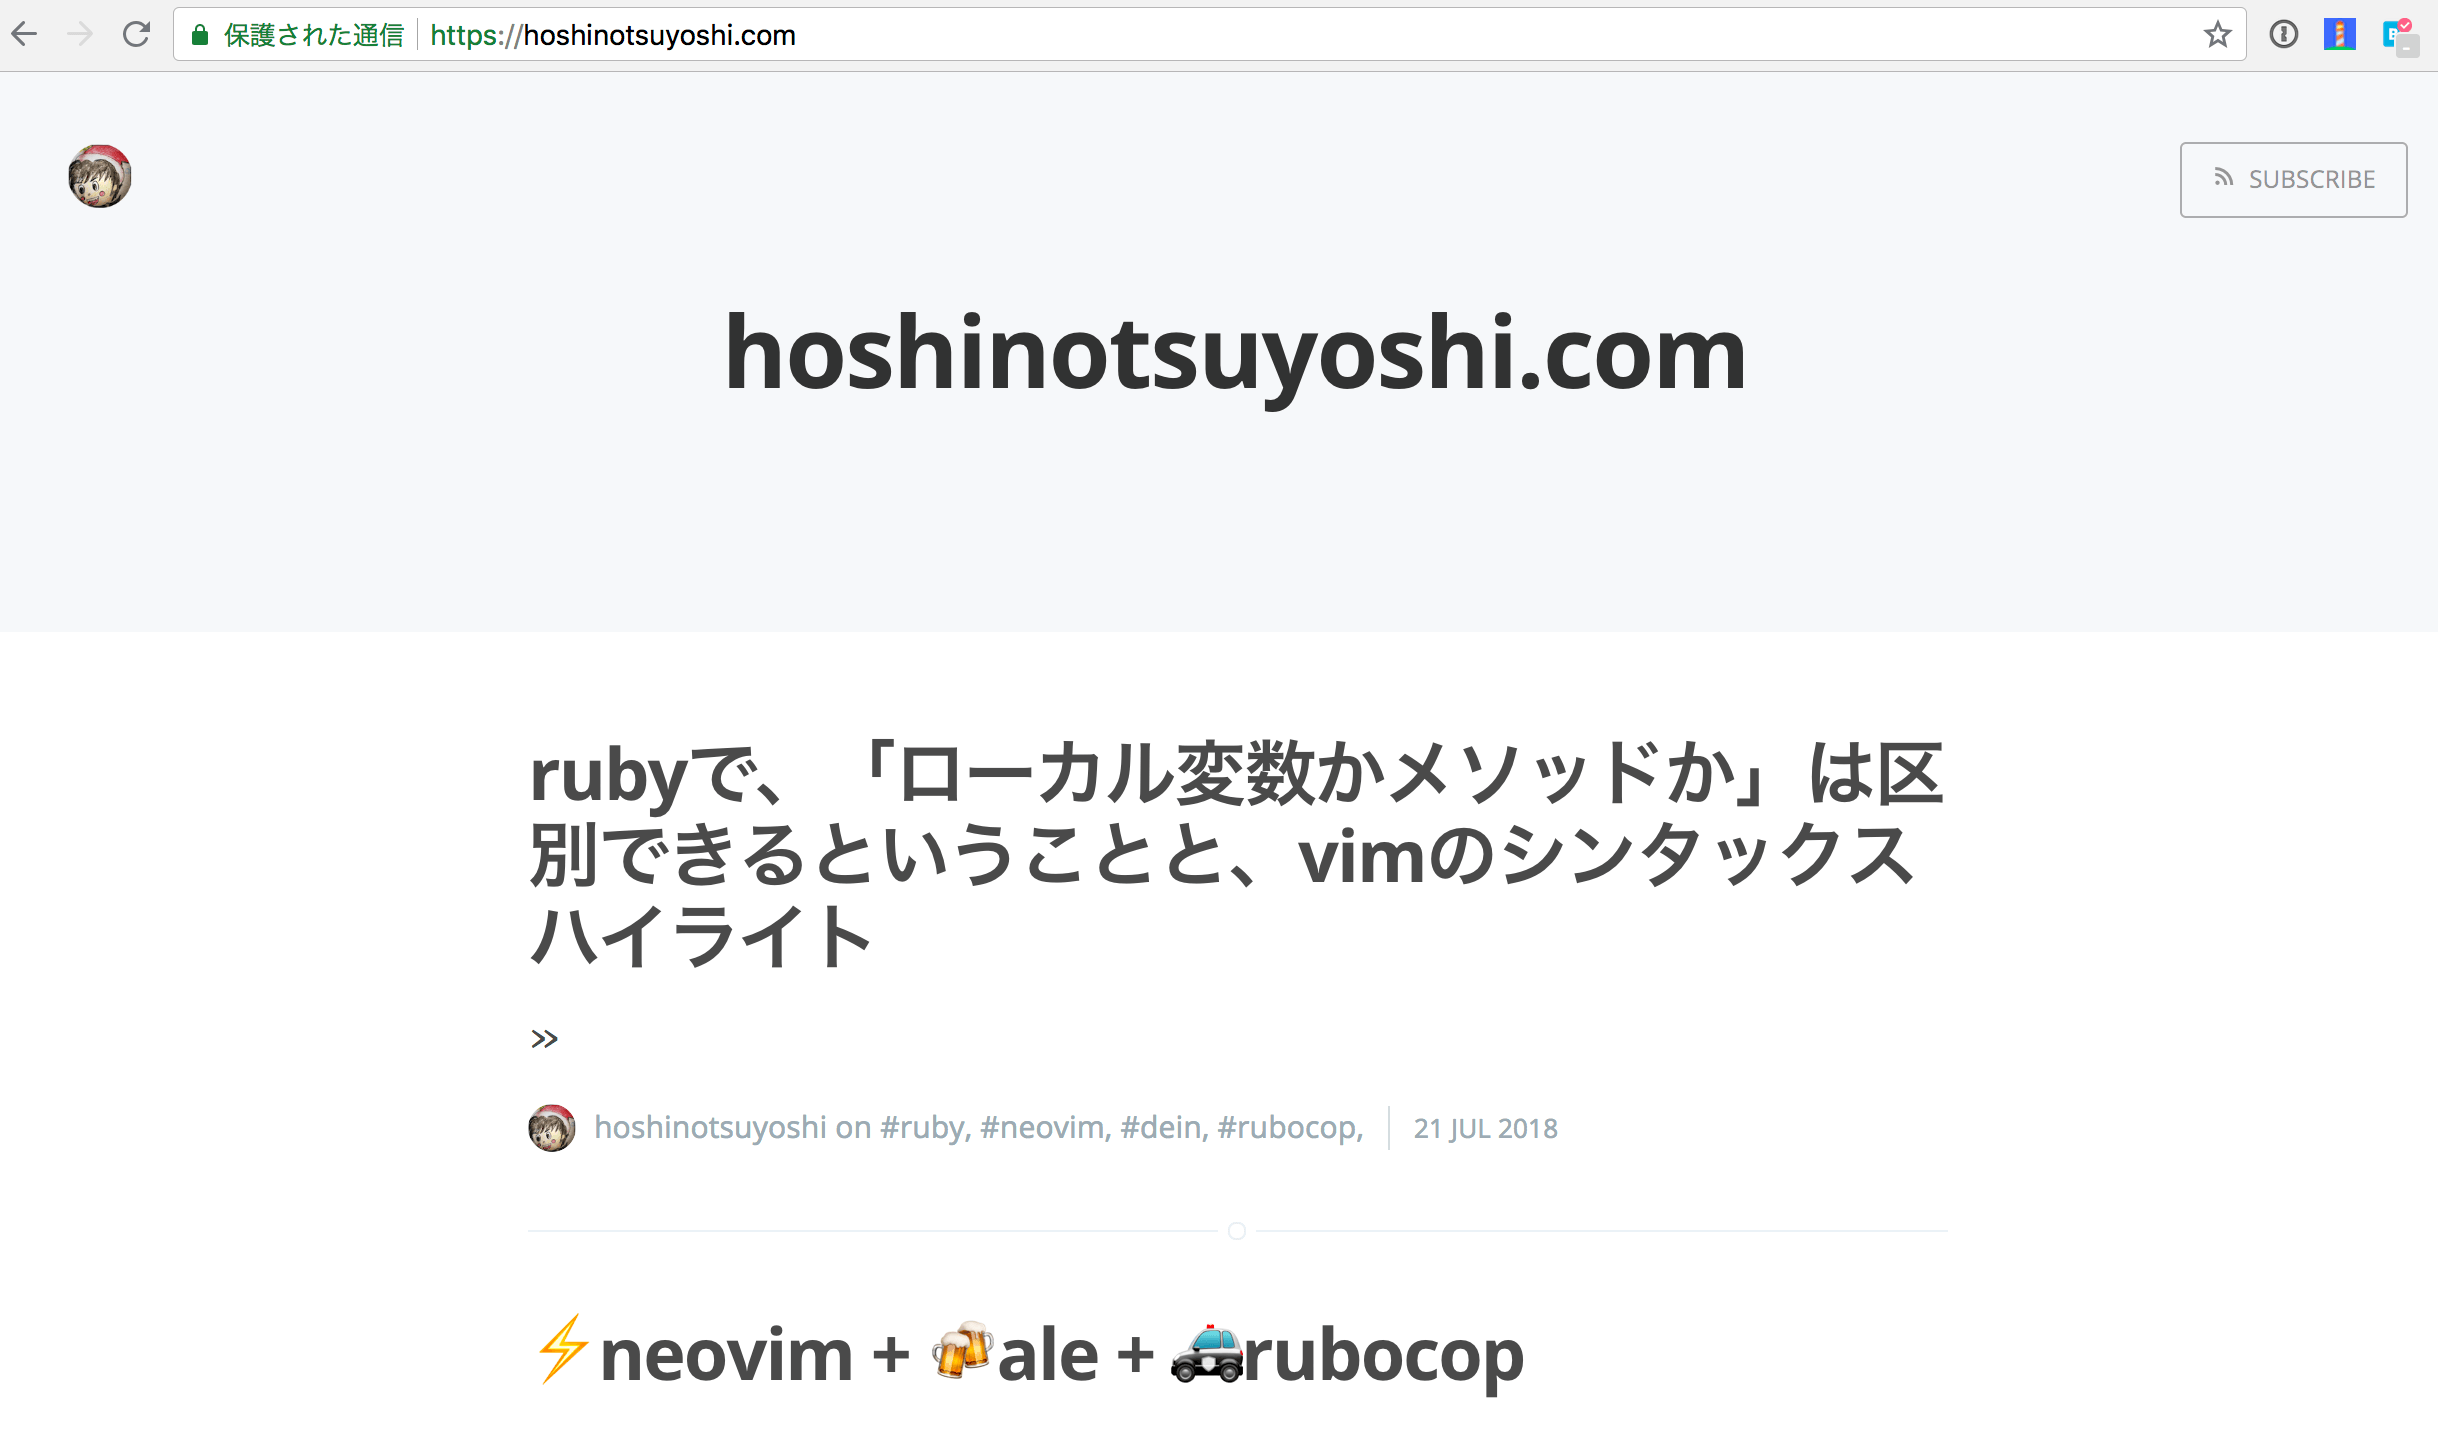 保護された通信 https://hoshinotsuyoshi.com
SUBSCRIBE
hoshinotsuyoshi.com
rubyで、「ローカル変数かメソッドか」は区
別できるということと、vimのシンタックス
ハイライト
»
hoshinotsuyoshi on #ruby, #neovim, #dein, #rubocop, 21 JUL 2018
⚡neovim + 🍻ale + 🚓rubocop